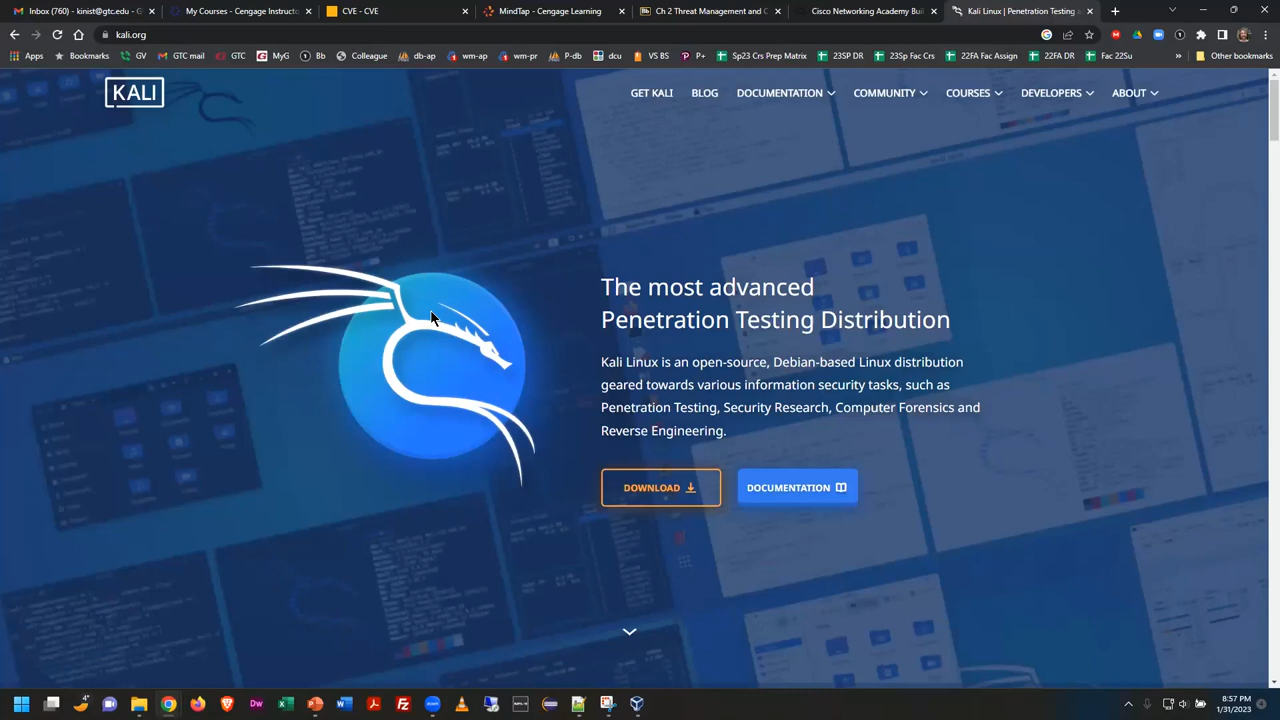 Inbox (760) - kinist@gtc.edu - G
My Courses - Cengage Instructo
CVE - CVE
MindTap - Cengage Learning
Ch 2 Threat Management and C
Cisco Networking Academy Buil
Kali Linux | Penetration Testing a
kali.org
Apps
GV
GTC mail
GTC
MyG
Bb
Colleague
db-ap
wm-ap
wm-pr
P-db
dcu
VS BS
P+
Sp23 Crs Prep Matrix
23SP DR
23Sp Fac Crs
22FA Fac Assign
22FA DR
Fac 22Su
Other bookmarks
KALI
GET KALI
BLOG
DOCUMENTATION
COMMUNITY
COURSES
DEVELOPERS
ABOUT
The most advanced
Penetration Testing Distribution
Kali Linux is an open-source, Debian-based Linux distribution
geared towards various information security tasks, such as
Penetration Testing, Security Research, Computer Forensics and
Reverse Engineering.
DOWNLOAD
DOCUMENTATION
8:57 PM
1/31/2023